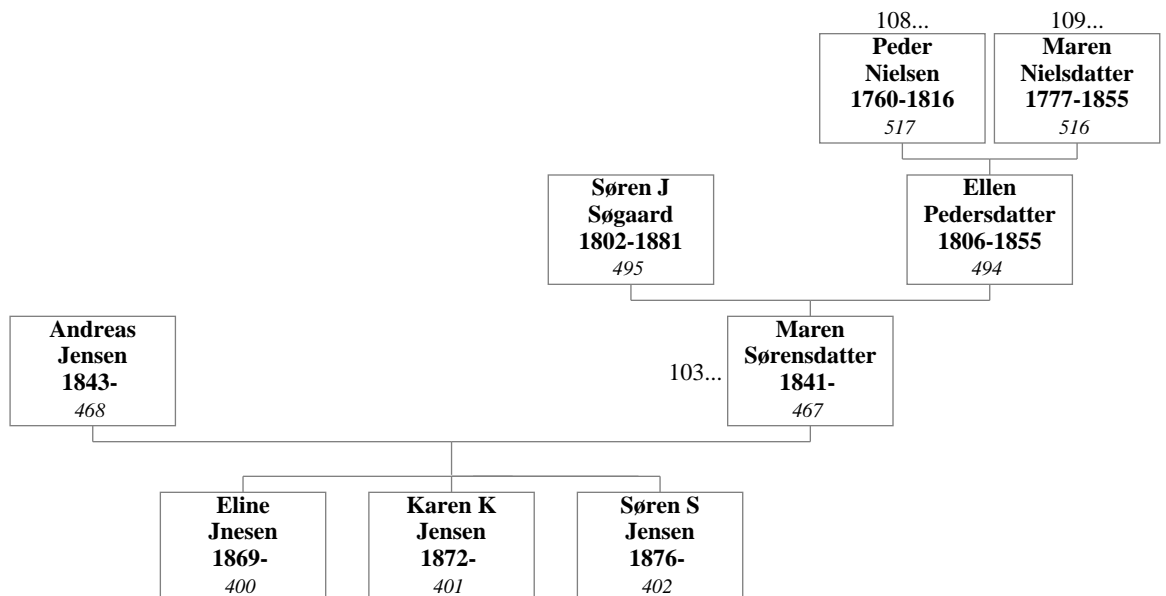 108...
109...
Peder
Nielsen
1760-1816
517
Maren
Nielsdatter
1777-1855
516
Søren J
Søgaard
1802-1881
495
Ellen
Pedersdatter
1806-1855
494
Andreas
Jensen
1843-
468
103...
Maren
Sørensdatter
1841-
467
Eline
Jnesen
1869-
400
Karen K
Jensen
1872-
401
Søren S
Jensen
1876-
402